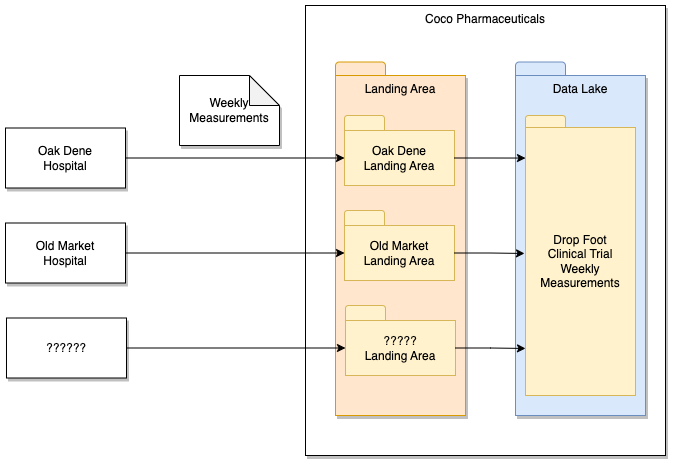 Coco Pharmaceuticals
Weekly
Measurements
Landing Area
Data Lake
Oak Dene
Hospital
Oak Dene
Landing Area
Old Market
Hospital
Old Market
Landing Area
Drop Foot
Clinical Trial
Weekly
Measurements
??????
?????
Landing Area